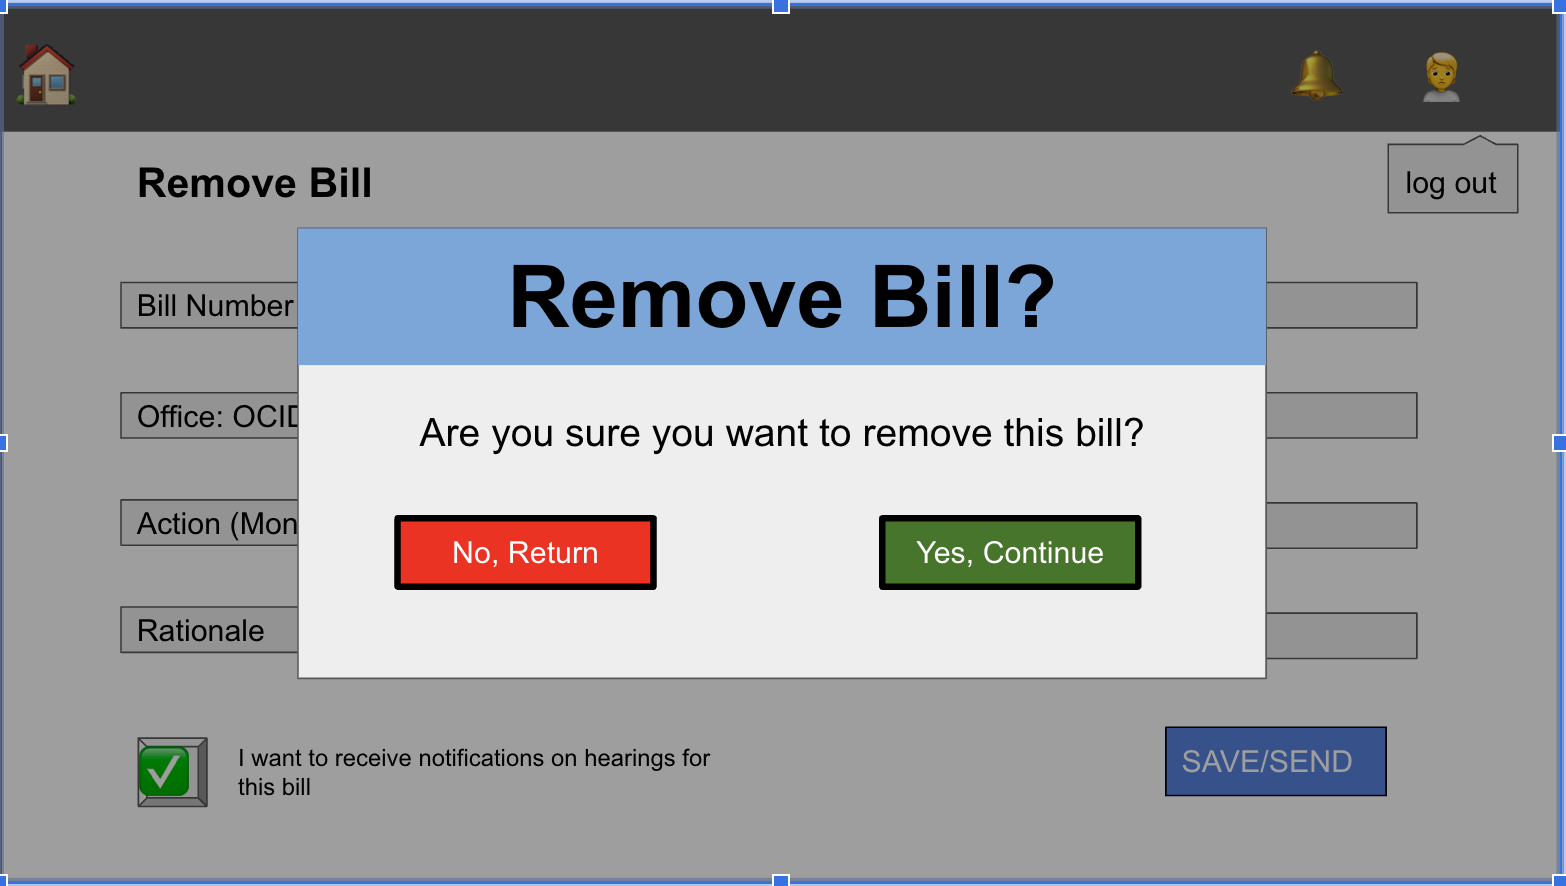 Remove Bill
log out
Remove Bill?
Bill Number
Are you sure you want to remove this bill?
Office: OCID
Action (Mon
No, Return
Yes, Continue
Rationale
I want to receive notifications on hearings for
this bill
SAVE/SEND